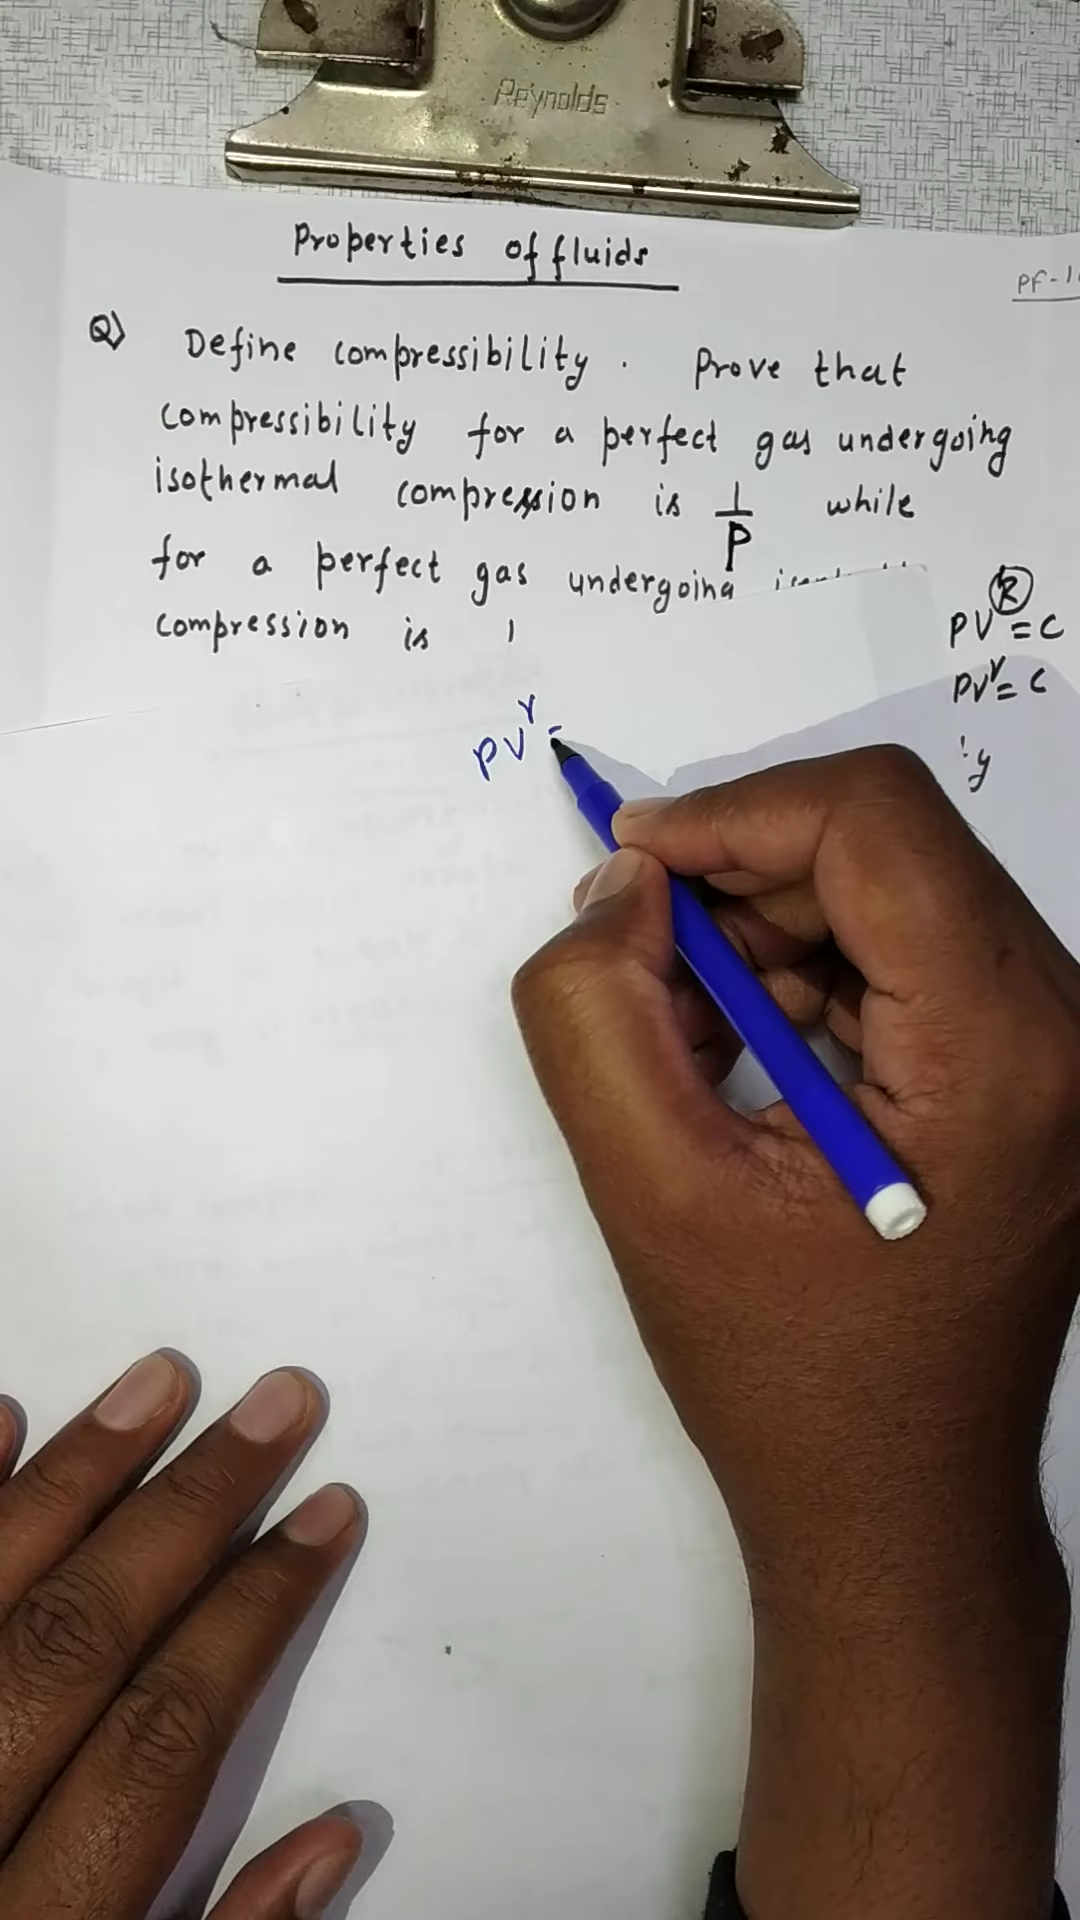 Reynolds
Properties of fluids
PF-1
Q) Define compressibility. Prove that
compressibility for a perfect gas undergoing
isothermal compression is 1/P while
for a perfect gas undergoing
compression is 1
PV^k = C
PV^γ = C
PV^γ =